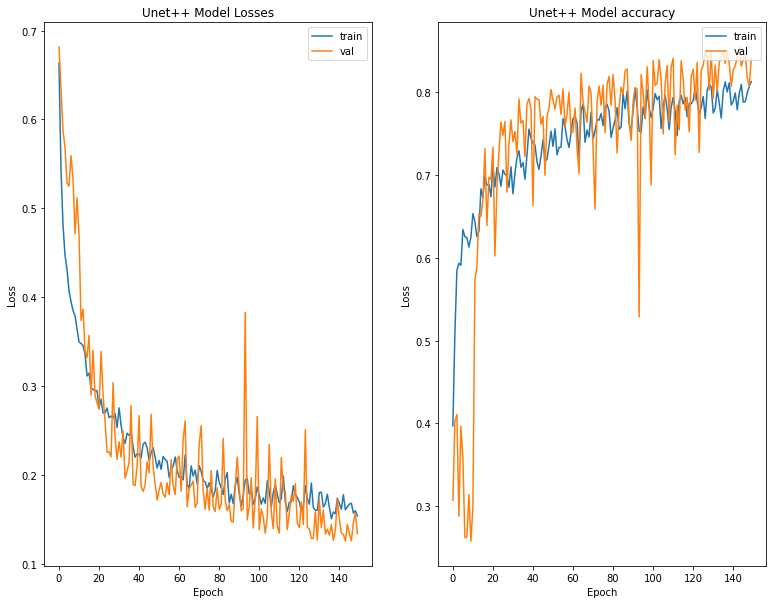 Unet++ Model Losses
train
val
0.7
0.6
0.5
0.4
0.3
0.2
0.1
Loss
0 20 40 60 80 100 120 140
Epoch
Unet++ Model accuracy
train
val
0.8
0.7
0.6
0.5
0.4
0.3
Loss
0 20 40 60 80 100 120 140
Epoch